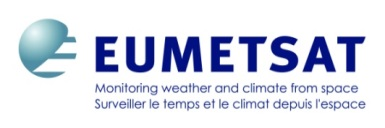 EUMETSAT
Monitoring weather and climate from space
Surveiller le temps et le climat depuis l'espace